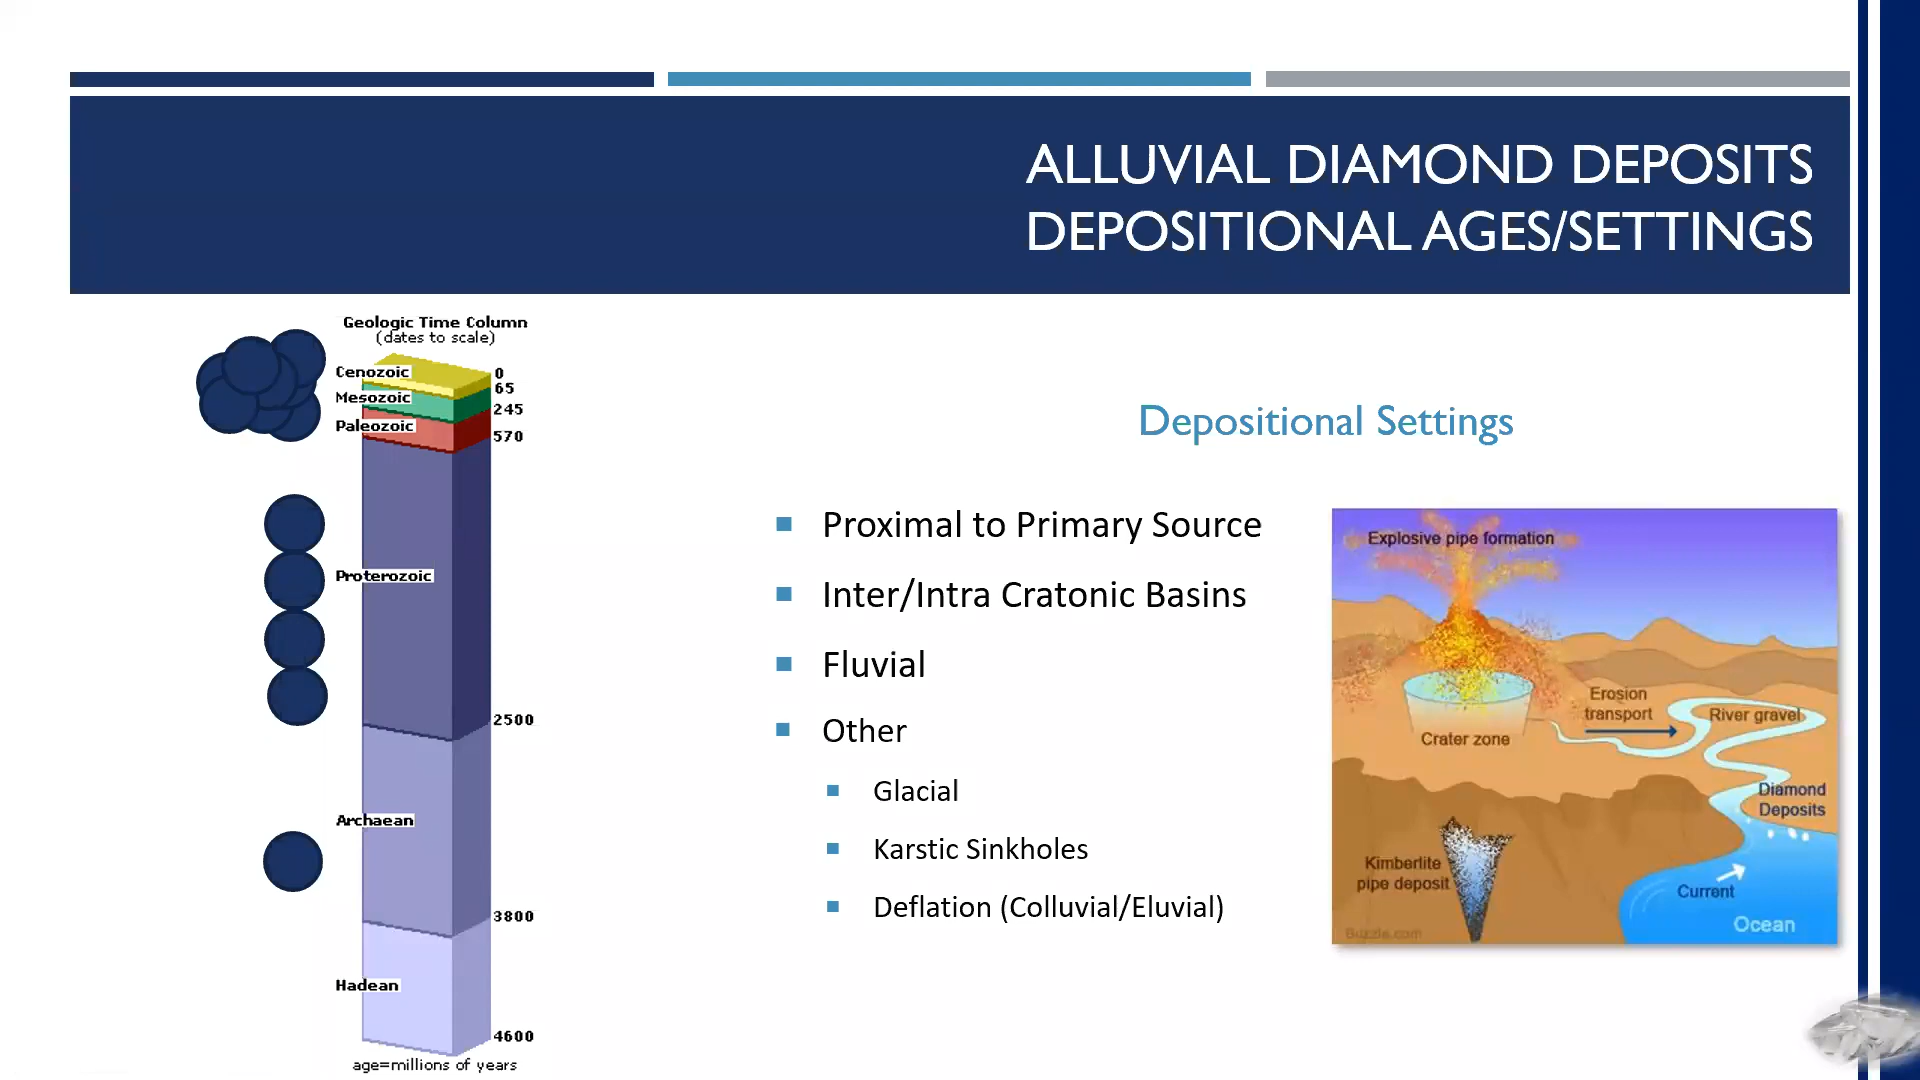 ALLUVIAL DIAMOND DEPOSITS
DEPOSITIONAL AGES/SETTINGS
Geologic Time Column
(dates to scale)
Cenozoic
0
65
Mesozoic
245
Paleozoic
570
Proterozoic
2500
Archaean
3800
Hadean
4600
age=millions of years
Depositional Settings
Proximal to Primary Source
Inter/Intra Cratonic Basins
Fluvial
Other
Glacial
Karstic Sinkholes
Deflation (Colluvial/Eluvial)
Explosive pipe formation
Erosion
transport
River gravel
Crater zone
Diamond
Deposits
Kimberlite
pipe deposit
Current
Ocean
Buzzle.com